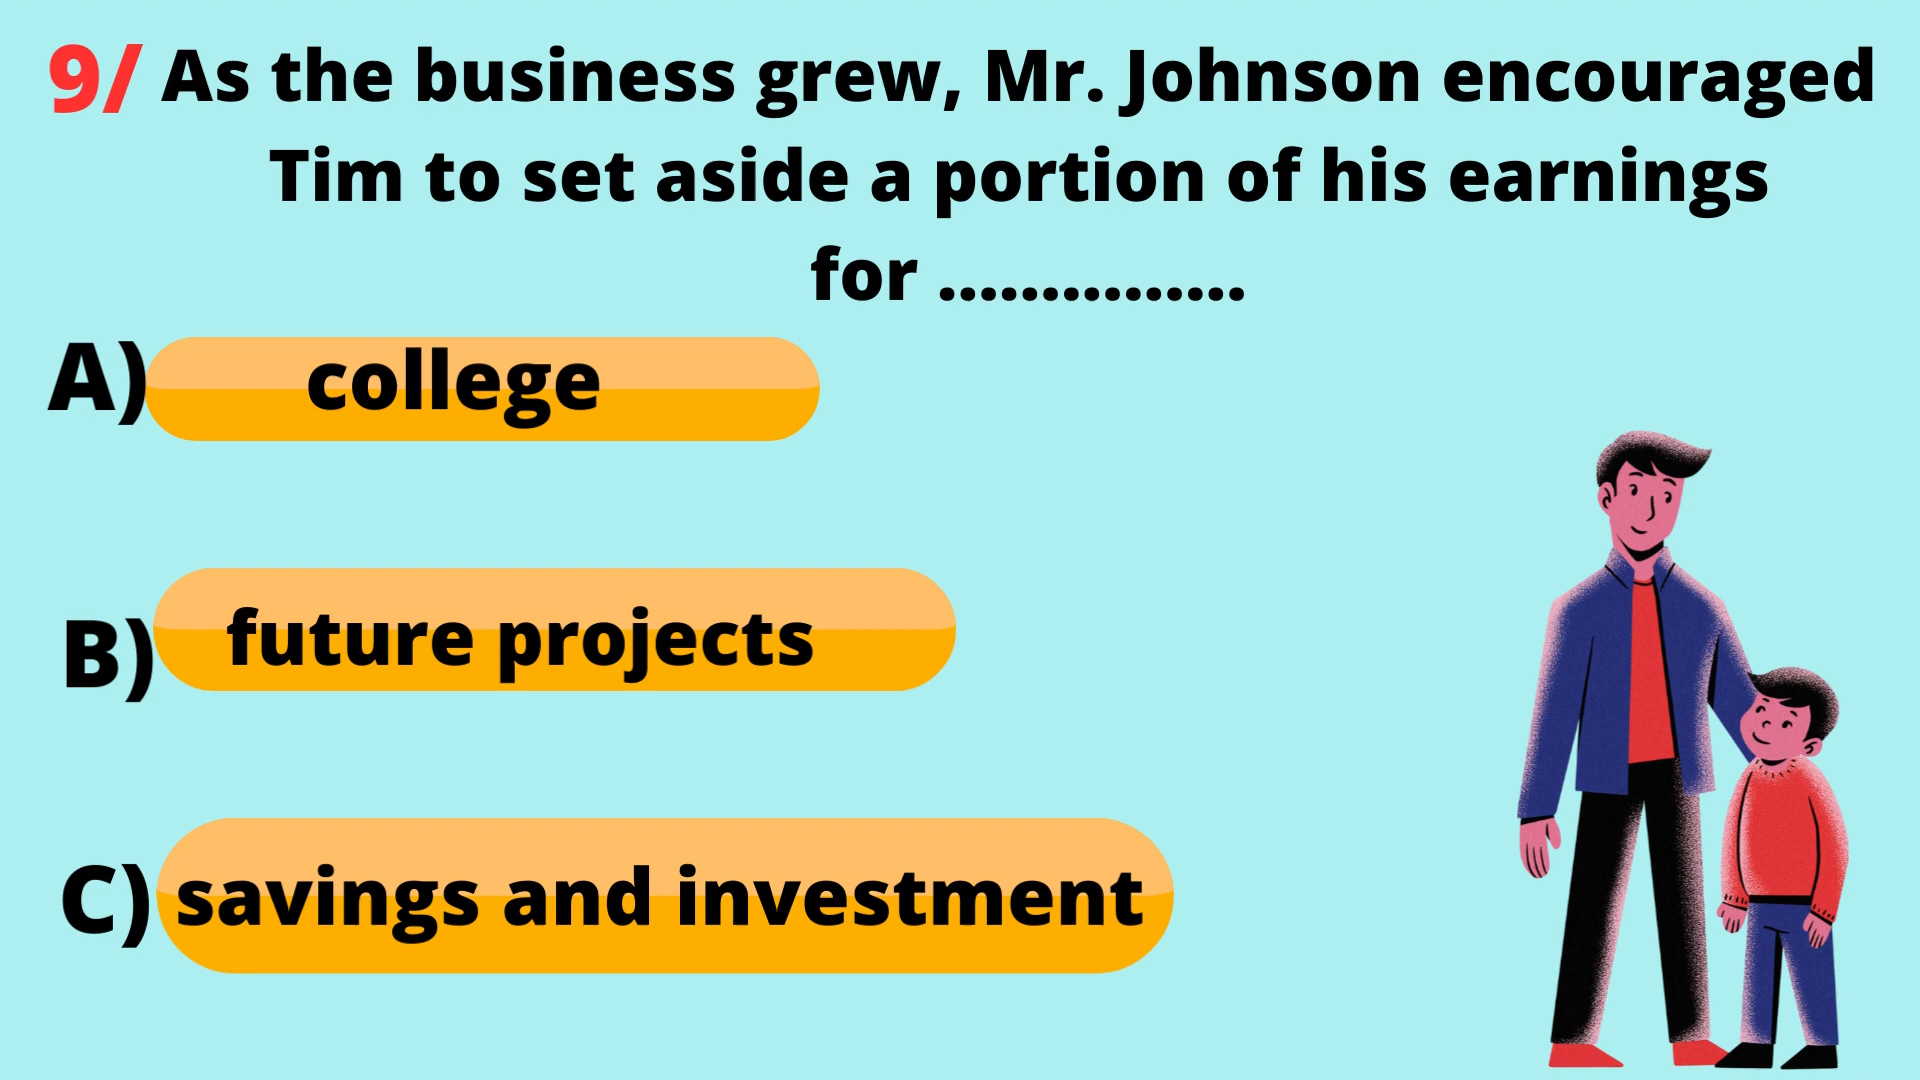 9/ As the business grew, Mr. Johnson encouraged
Tim to set aside a portion of his earnings
for ...............
A) college
B) future projects
C) savings and investment